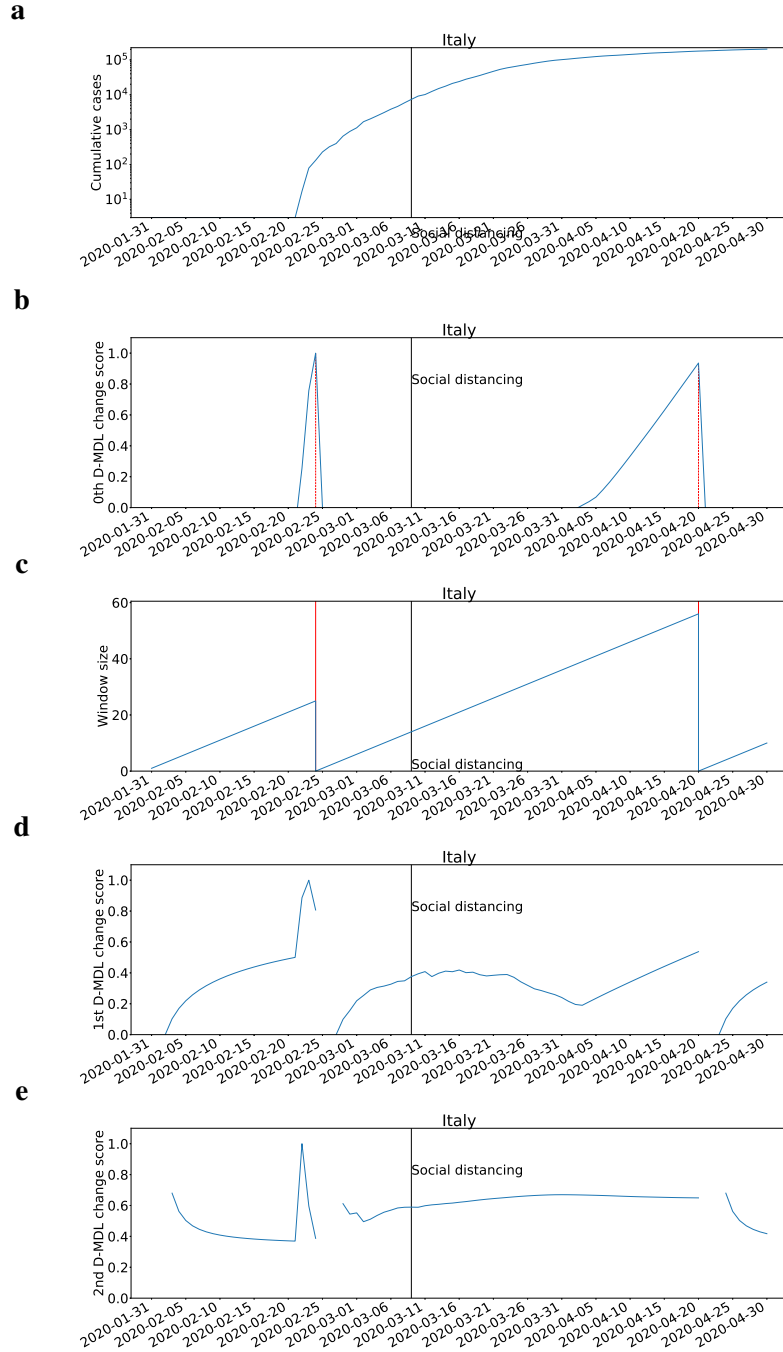 a
Italy
Cumulative cases
10^5
10^4
10^3
10^2
10^1
Social distancing
2020-01-31 2020-02-05 2020-02-10 2020-02-15 2020-02-20 2020-02-25 2020-03-01 2020-03-06 2020-03-11 2020-03-16 2020-03-21 2020-03-26 2020-03-31 2020-04-05 2020-04-10 2020-04-15 2020-04-20 2020-04-25 2020-04-30
b
Italy
0th D-MDL change score
1.0
0.8
0.6
0.4
0.2
0.0
Social distancing
2020-01-31 2020-02-05 2020-02-10 2020-02-15 2020-02-20 2020-02-25 2020-03-01 2020-03-06 2020-03-11 2020-03-16 2020-03-21 2020-03-26 2020-03-31 2020-04-05 2020-04-10 2020-04-15 2020-04-20 2020-04-25 2020-04-30
c
Italy
Window size
60
40
20
0
Social distancing
2020-01-31 2020-02-05 2020-02-10 2020-02-15 2020-02-20 2020-02-25 2020-03-01 2020-03-06 2020-03-11 2020-03-16 2020-03-21 2020-03-26 2020-03-31 2020-04-05 2020-04-10 2020-04-15 2020-04-20 2020-04-25 2020-04-30
d
Italy
1st D-MDL change score
1.0
0.8
0.6
0.4
0.2
0.0
Social distancing
2020-01-31 2020-02-05 2020-02-10 2020-02-15 2020-02-20 2020-02-25 2020-03-01 2020-03-06 2020-03-11 2020-03-16 2020-03-21 2020-03-26 2020-03-31 2020-04-05 2020-04-10 2020-04-15 2020-04-20 2020-04-25 2020-04-30
e
Italy
2nd D-MDL change score
1.0
0.8
0.6
0.4
0.2
0.0
Social distancing
2020-01-31 2020-02-05 2020-02-10 2020-02-15 2020-02-20 2020-02-25 2020-03-01 2020-03-06 2020-03-11 2020-03-16 2020-03-21 2020-03-26 2020-03-31 2020-04-05 2020-04-10 2020-04-15 2020-04-20 2020-04-25 2020-04-30